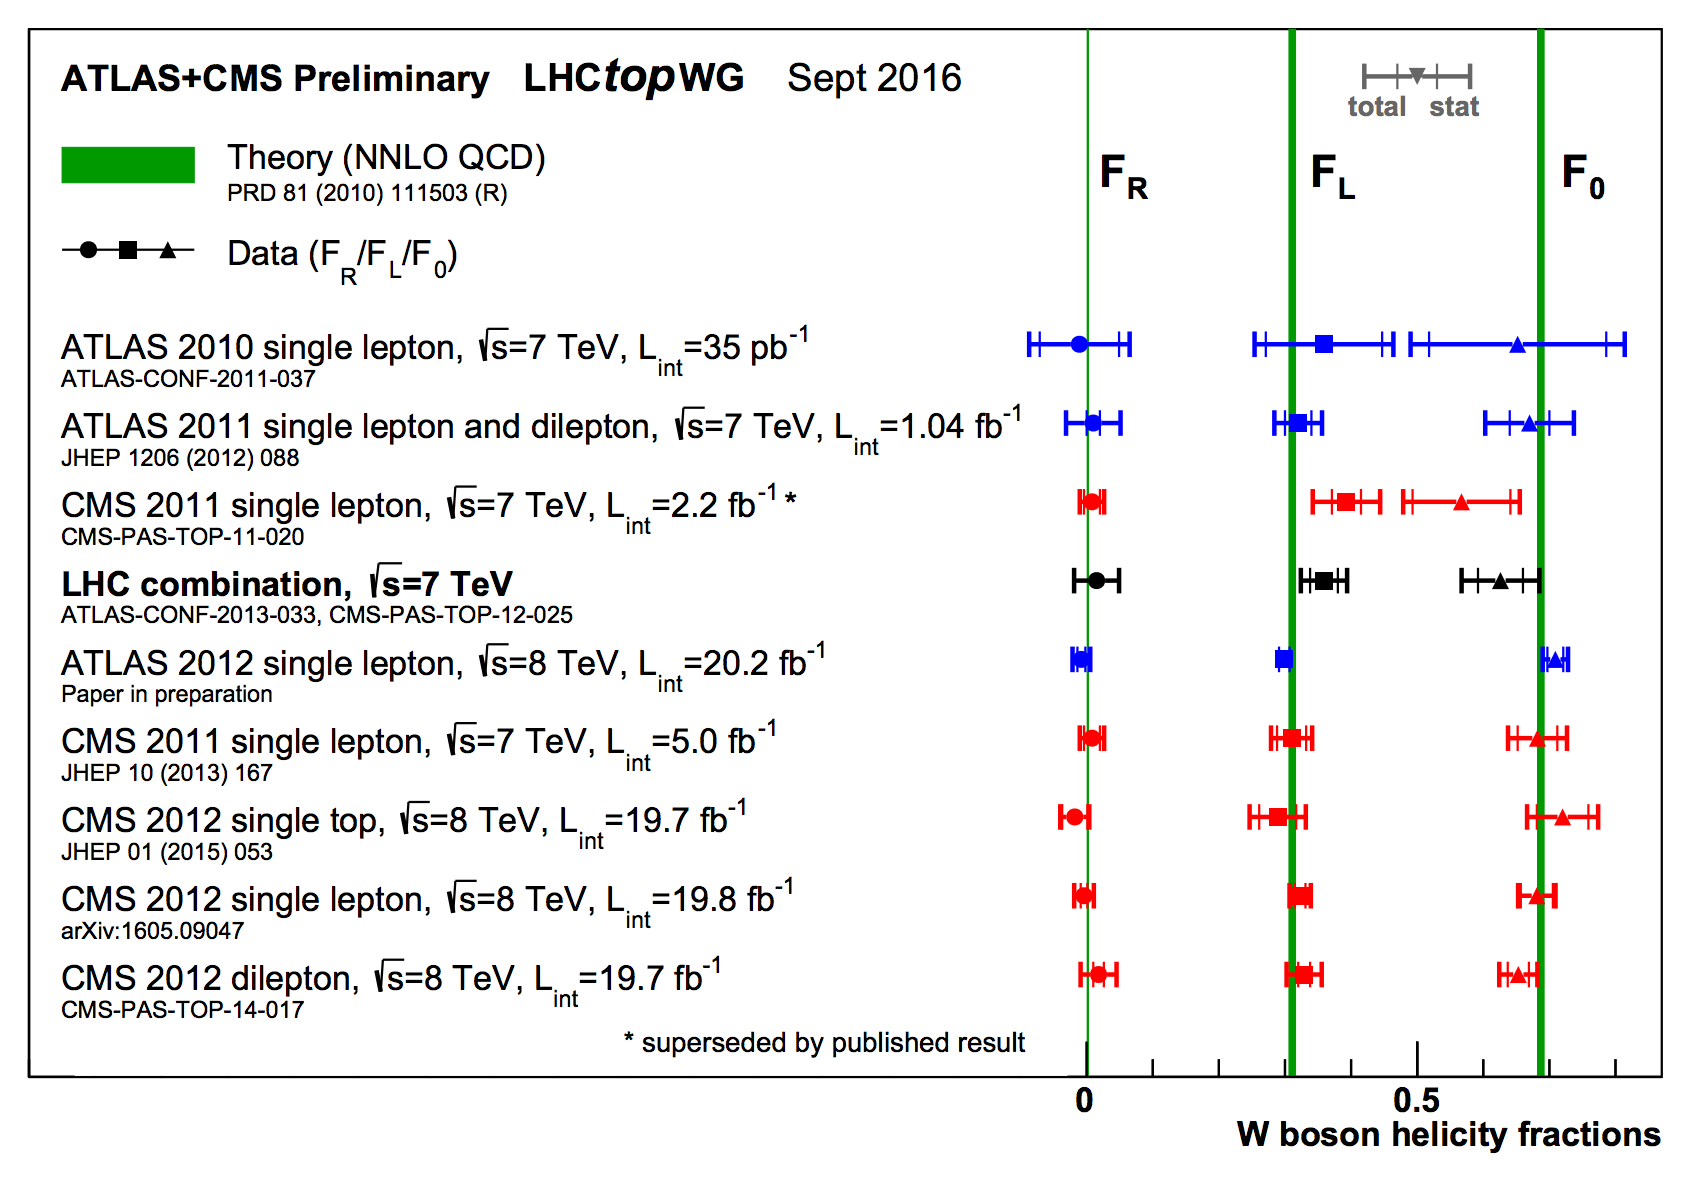 ATLAS+CMS Preliminary LHCtopWG Sept 2016
total stat
Theory (NNLO QCD)
PRD 81 (2010) 111503 (R)
F_R F_L F_0
Data (F_R/F_L/F_0)
ATLAS 2010 single lepton, √s=7 TeV, L_int=35 pb^-1
ATLAS-CONF-2011-037
ATLAS 2011 single lepton and dilepton, √s=7 TeV, L_int=1.04 fb^-1
JHEP 1206 (2012) 088
CMS 2011 single lepton, √s=7 TeV, L_int=2.2 fb^-1 *
CMS-PAS-TOP-11-020
LHC combination, √s=7 TeV
ATLAS-CONF-2013-033, CMS-PAS-TOP-12-025
ATLAS 2012 single lepton, √s=8 TeV, L_int=20.2 fb^-1
Paper in preparation
CMS 2011 single lepton, √s=7 TeV, L_int=5.0 fb^-1
JHEP 10 (2013) 167
CMS 2012 single top, √s=8 TeV, L_int=19.7 fb^-1
JHEP 01 (2015) 053
CMS 2012 single lepton, √s=8 TeV, L_int=19.8 fb^-1
arXiv:1605.09047
CMS 2012 dilepton, √s=8 TeV, L_int=19.7 fb^-1
CMS-PAS-TOP-14-017
* superseded by published result
0 0.5
W boson helicity fractions